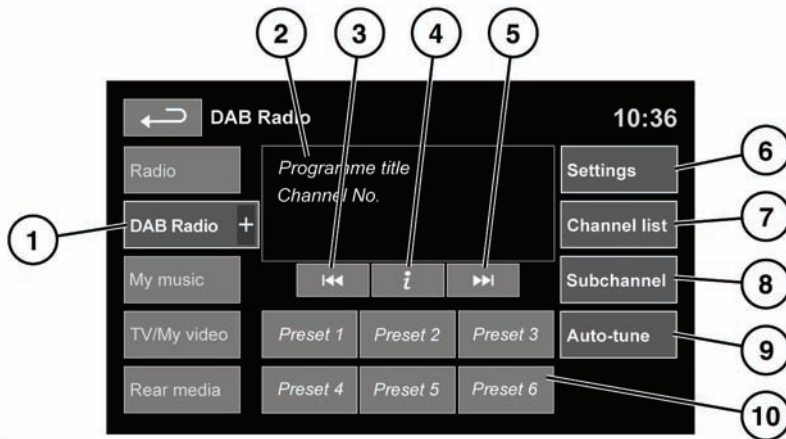 2 3 4 5
DAB Radio 10:36
Radio
Programme title
Channel No.
Settings 6
1 DAB Radio +
Channel list 7
My music
i
Subchannel 8
TV/My video Preset 1 Preset 2 Preset 3 Auto-tune 9
Rear media Preset 4 Preset 5 Preset 6 10